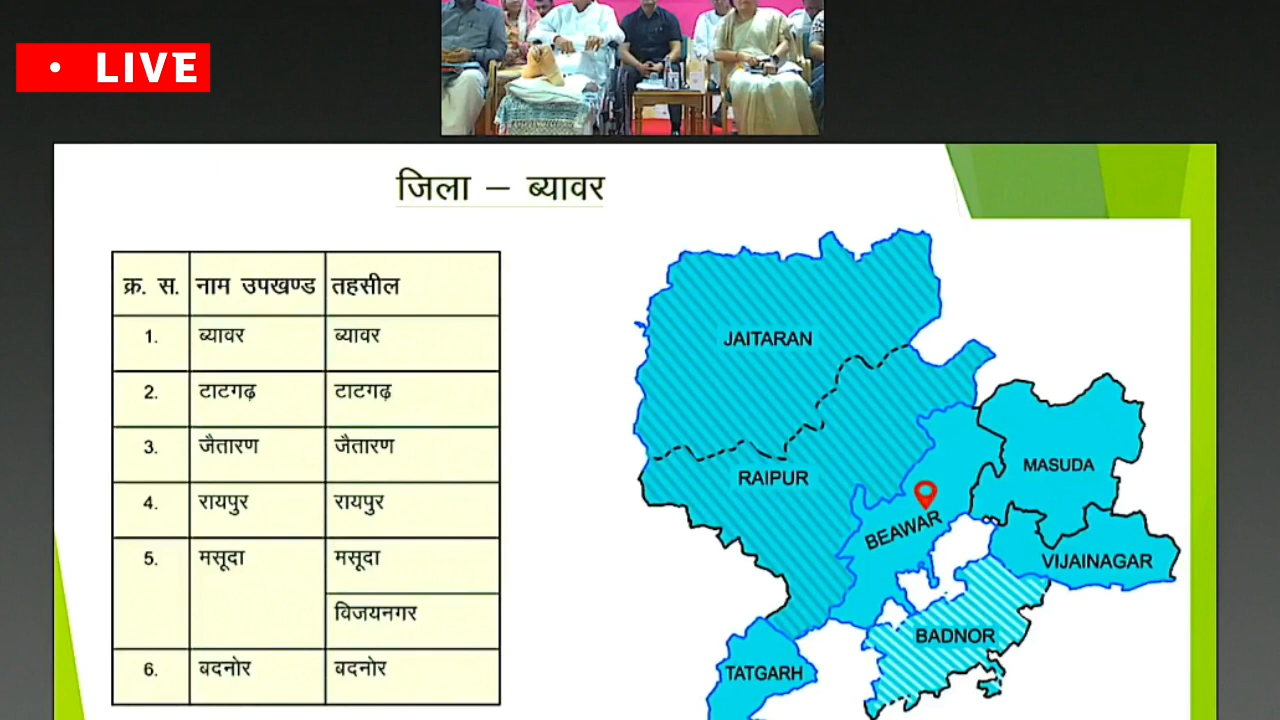 • LIVE
जिला – ब्यावर
क्र. स. नाम उपखण्ड तहसील
1. ब्यावर ब्यावर
2. टाटगढ़ टाटगढ़
3. जैतारण जैतारण
4. रायपुर रायपुर
5. मसूदा मसूदा
विजयनगर
6. बदनोर बदनोर
JAITARAN
RAIPUR
MASUDA
BEAWAR
VIJAINAGAR
BADNOR
TATGARH